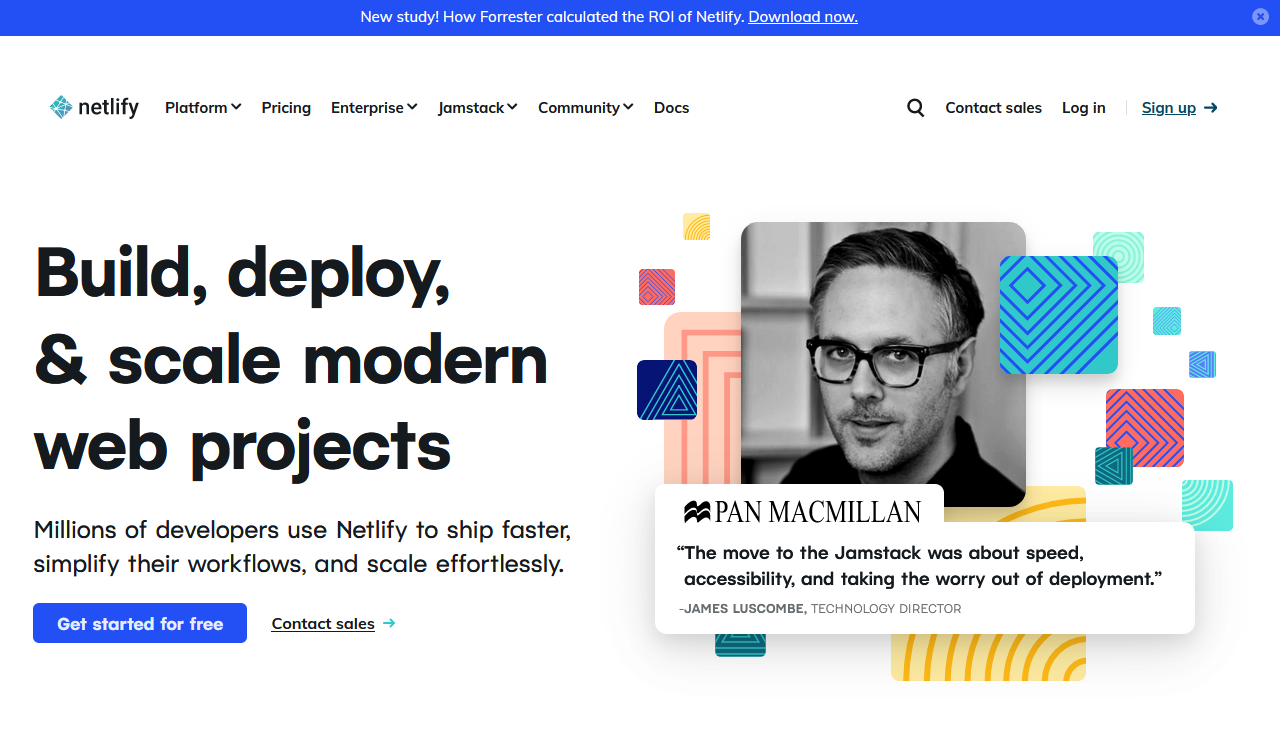 New study! How Forrester calculated the ROI of Netlify. Download now.
netlify Platform Pricing Enterprise Jamstack Community Docs Contact sales Log in Sign up
Build, deploy,
& scale modern
web projects
Millions of developers use Netlify to ship faster,
simplify their workflows, and scale effortlessly.
Get started for free Contact sales
PAN MACMILLAN
“The move to the Jamstack was about speed,
accessibility, and taking the worry out of deployment.”
-JAMES LUSCOMBE, TECHNOLOGY DIRECTOR